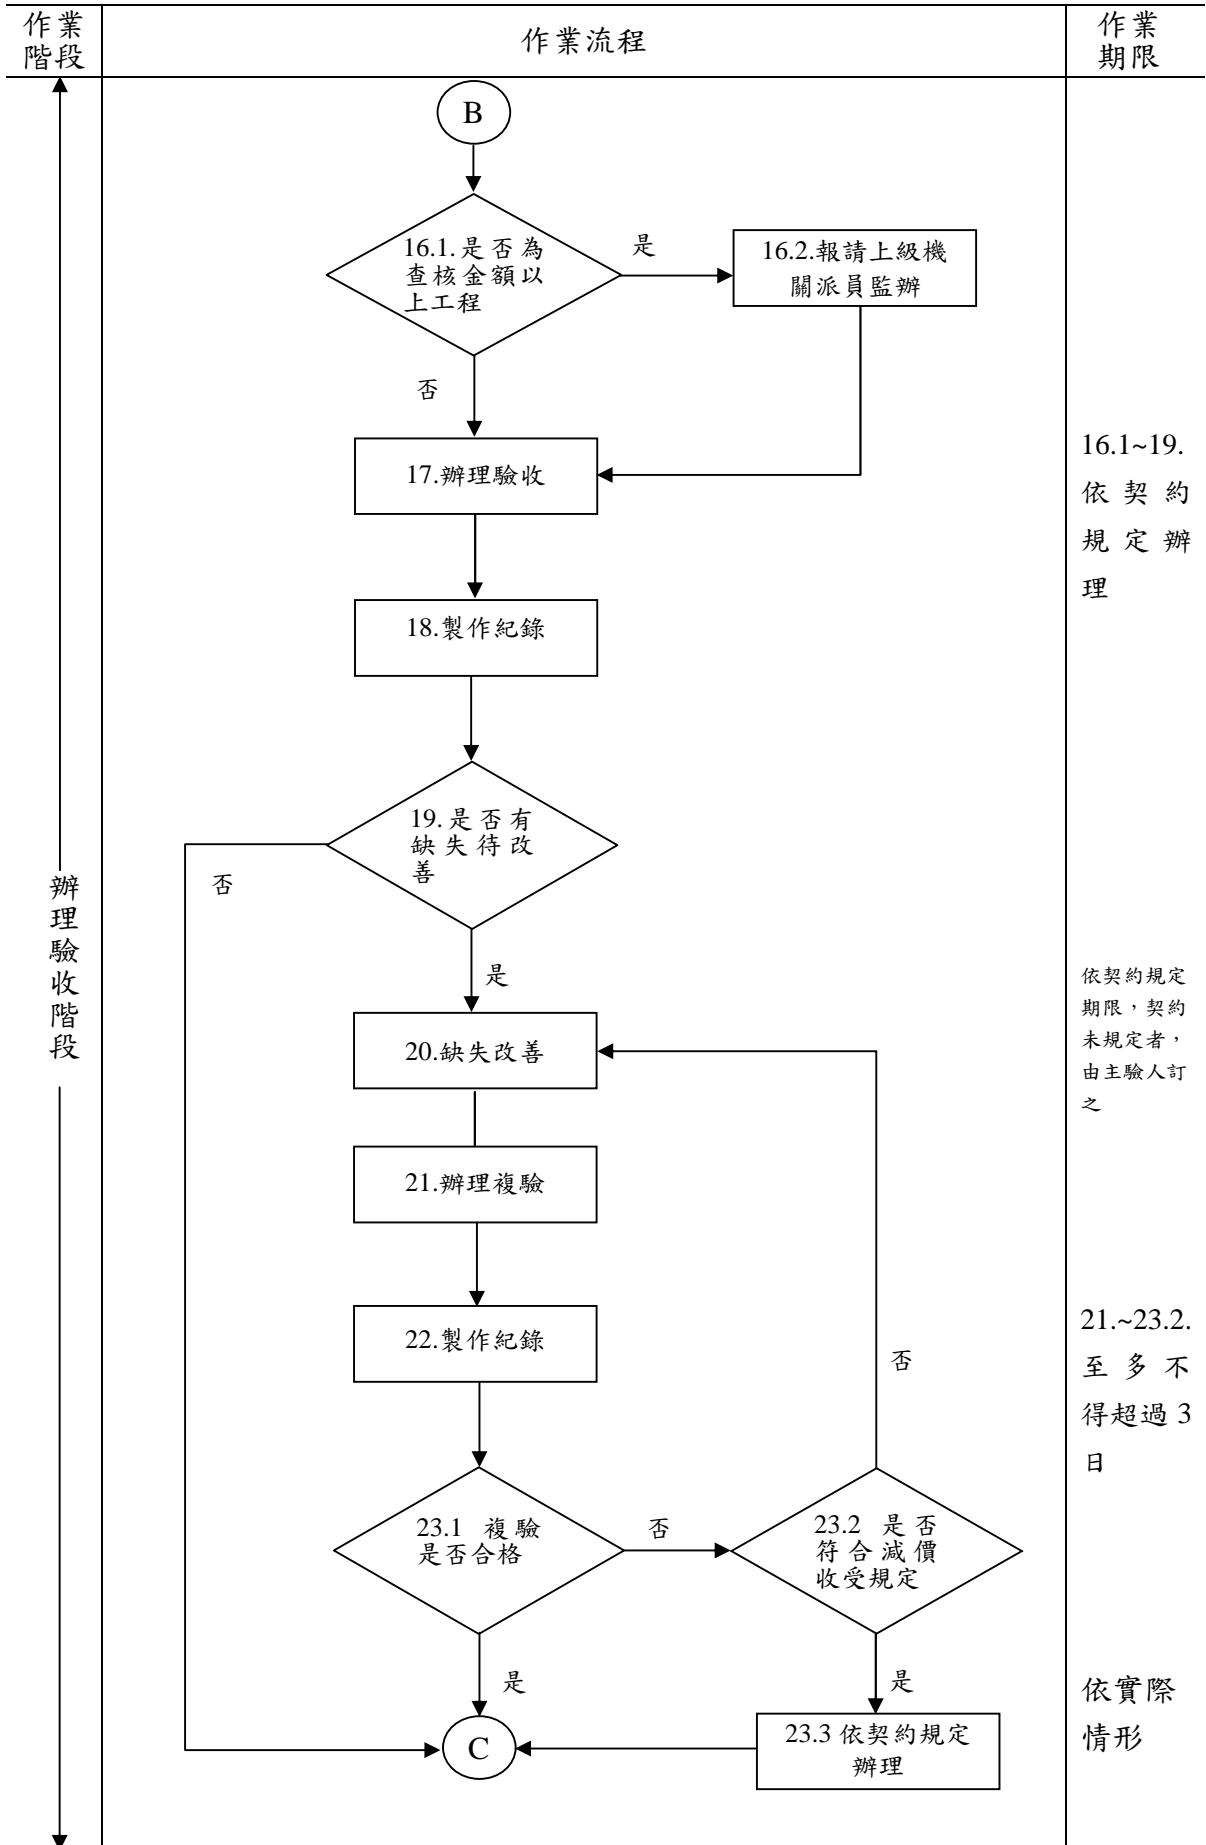 作業
階段
作業流程
作業
期限
B
16.1.是否為
查核金額以
上工程
是
16.2.報請上級機
關派員監辦
否
17.辦理驗收
16.1~19.
依契約
規定辦
理
18.製作紀錄
19.是否有
缺失待改
善
否
是
辦
理
驗
收
階
段
20.缺失改善
依契約規定
期限，契約
未規定者，
由主驗人訂
之
21.辦理複驗
22.製作紀錄
否
21.~23.2.
至多不
得超過3
日
23.1 複驗
是否合格
否
23.2 是否
符合減價
收受規定
是
是
依實際
情形
C
23.3 依契約規定
辦理